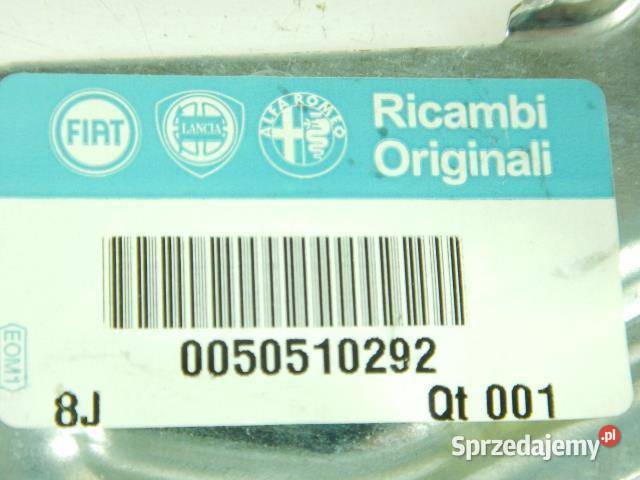 FIAT
LANCIA
ALFA ROMEO
Ricambi
Originali
0050510292
EOM1
8J
Qt 001
Sprzedajemy.pl